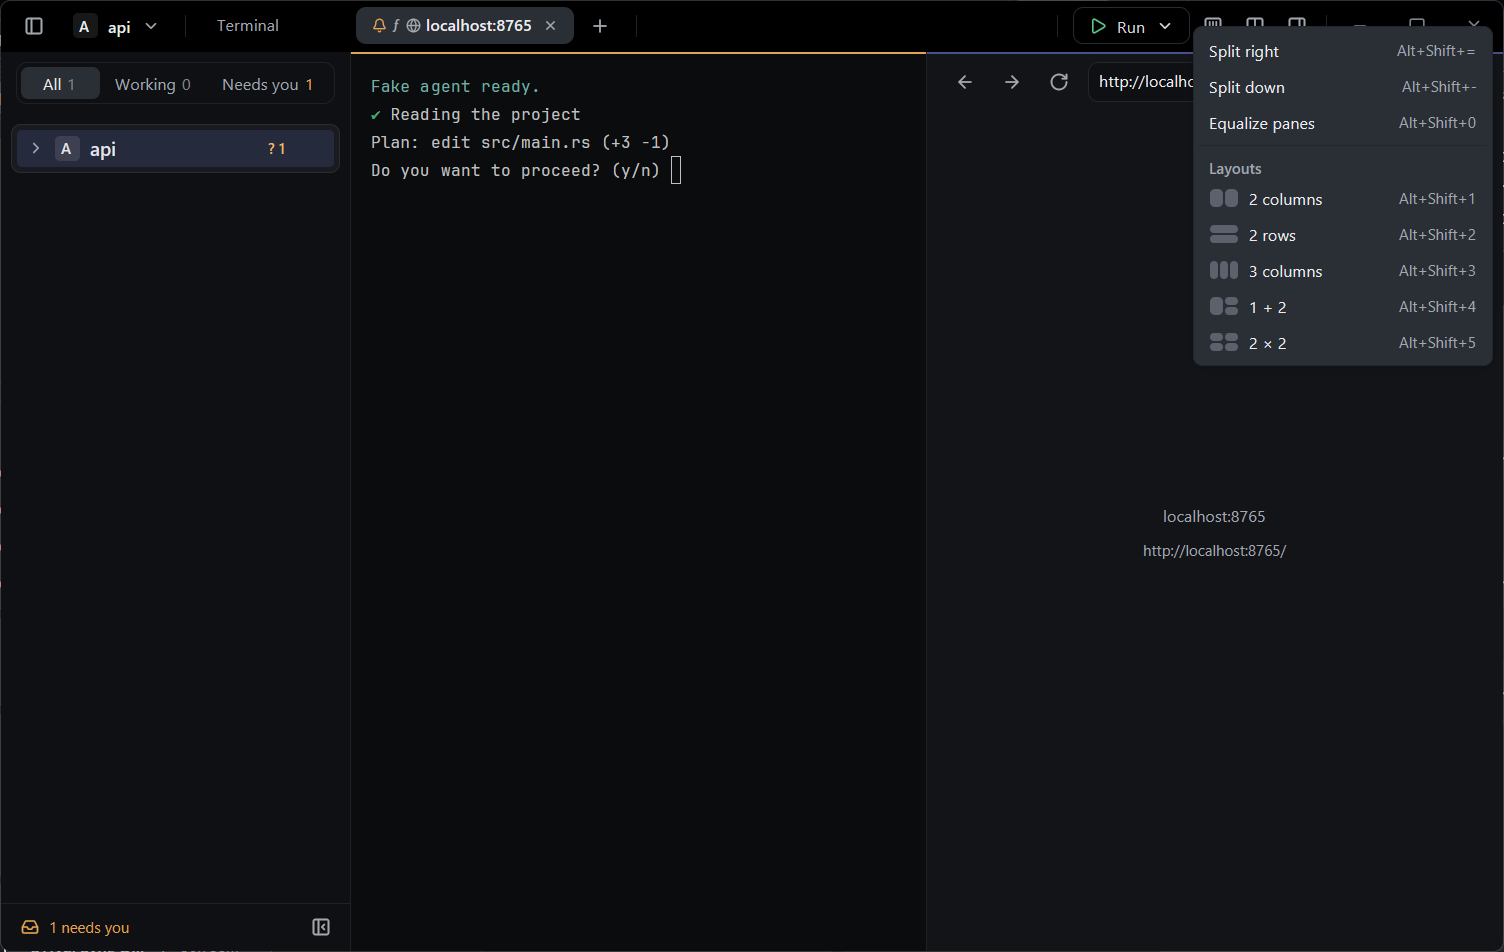 A api
Terminal
localhost:8765
Run
All 1
Working 0
Needs you 1
A api ? 1
Fake agent ready.
✔ Reading the project
Plan: edit src/main.rs (+3 -1)
Do you want to proceed? (y/n)
http://localho
Split right Alt+Shift+=
Split down Alt+Shift+-
Equalize panes Alt+Shift+0
Layouts
2 columns Alt+Shift+1
2 rows Alt+Shift+2
3 columns Alt+Shift+3
1 + 2 Alt+Shift+4
2 × 2 Alt+Shift+5
localhost:8765
http://localhost:8765/
1 needs you